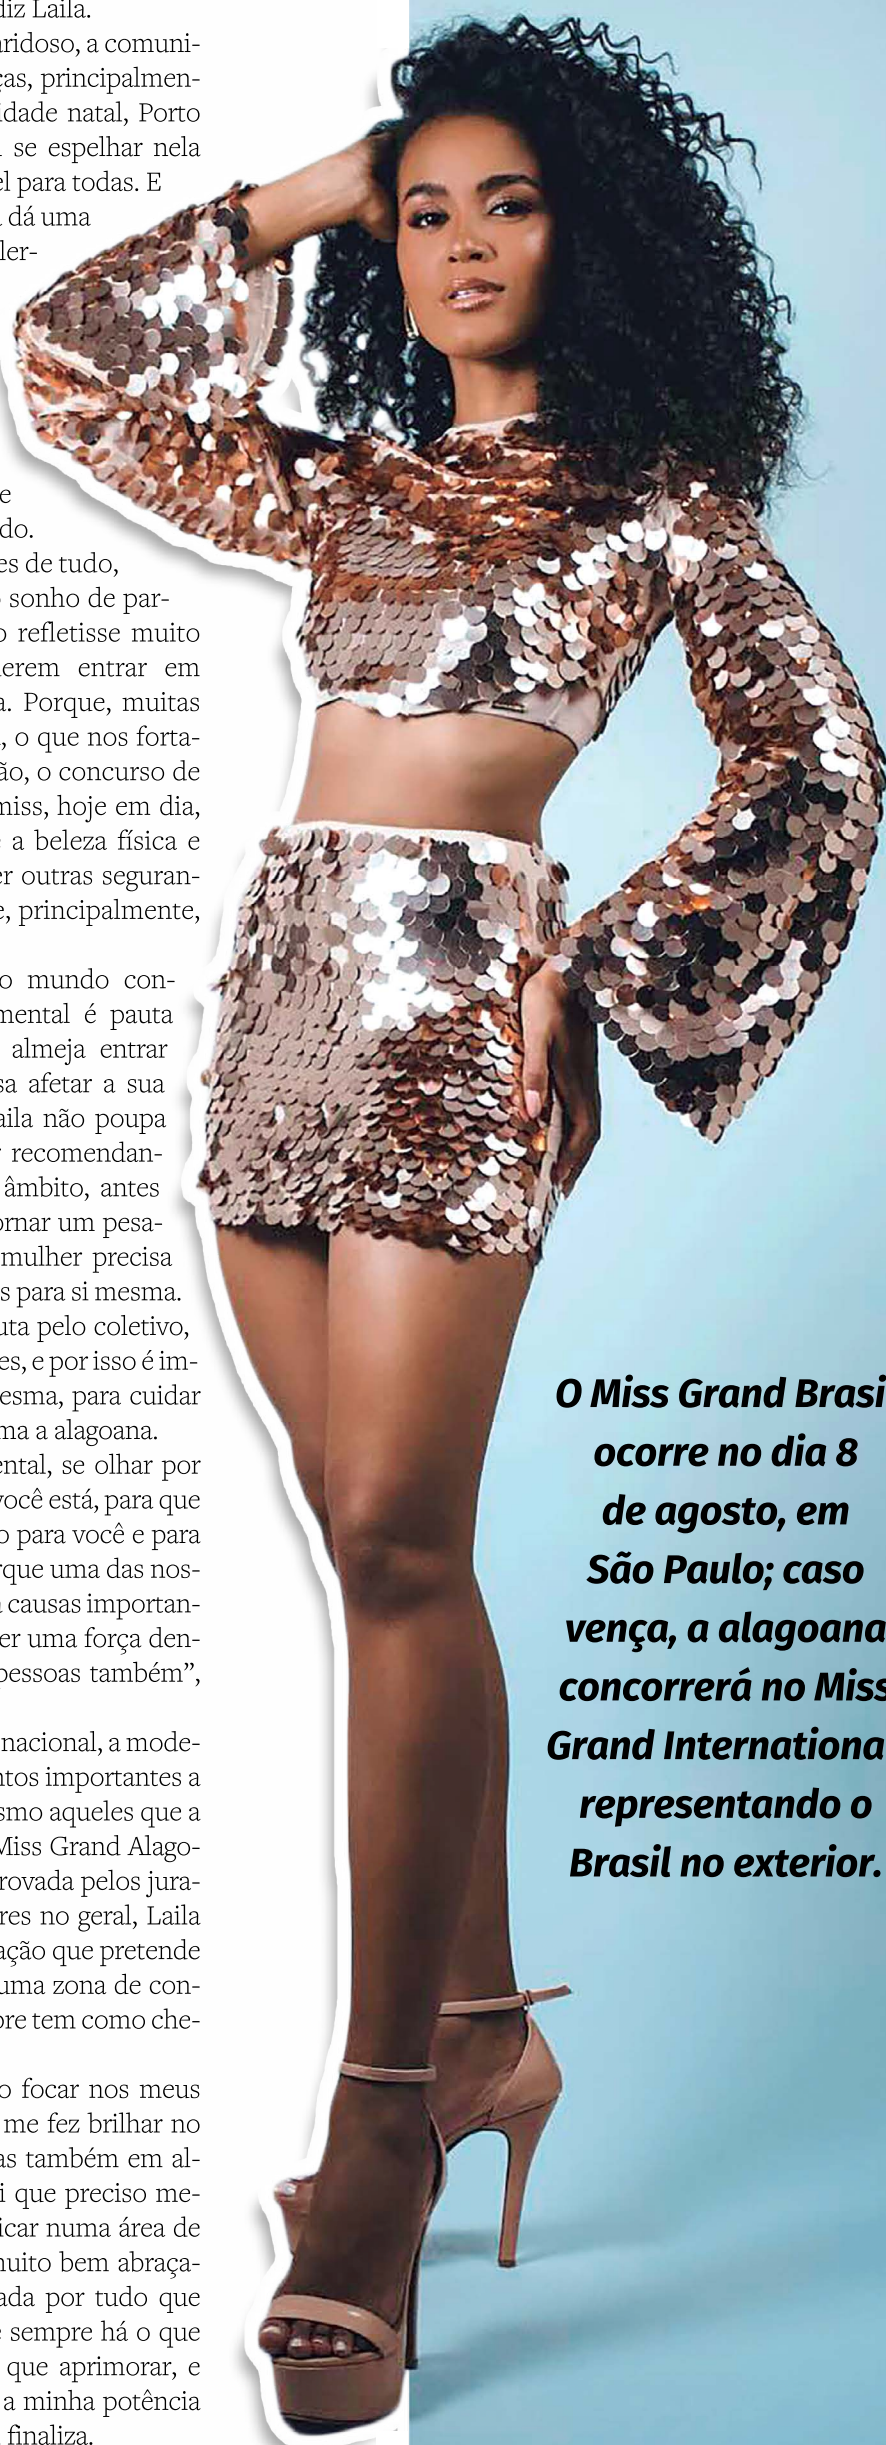 diz Laila.
aridoso, a comuni-
ças, principalmen-
idade natal, Porto
se espelhar nela
el para todas. E
dá uma
ler-
e
do.
es de tudo,
sonho de par-
o refletisse muito
erem entrar em
a. Porque, muitas
, o que nos forta-
ão, o concurso de
miss, hoje em dia,
e a beleza física e
er outras seguran-
e, principalmente,
o mundo con-
mental é pauta
almeja entrar
sa afetar a sua
aila não poupa
recomendan-
âmbito, antes
ornar um pesa-
mulher precisa
s para si mesma.
uta pelo coletivo,
es, e por isso é im-
esma, para cuidar
ma a alagoana.
ental, se olhar por
você está, para que
o para você e para
rque uma das nos-
a causas importan-
er uma força den-
pessoas também”,
nacional, a mode-
ntos importantes a
smo aqueles que a
Miss Grand Alago-
rovada pelos jura-
res no geral, Laila
ação que pretende
uma zona de con-
pre tem como che-
o focar nos meus
me fez brilhar no
as também em al-
i que preciso me-
icar numa área de
muito bem abraça-
ada por tudo que
e sempre há o que
que aprimorar, e
a minha potência
finaliza.
O Miss Grand Brasi
ocorre no dia 8
de agosto, em
São Paulo; caso
vença, a alagoana
concorrerá no Miss
Grand Internationa
representando o
Brasil no exterior.